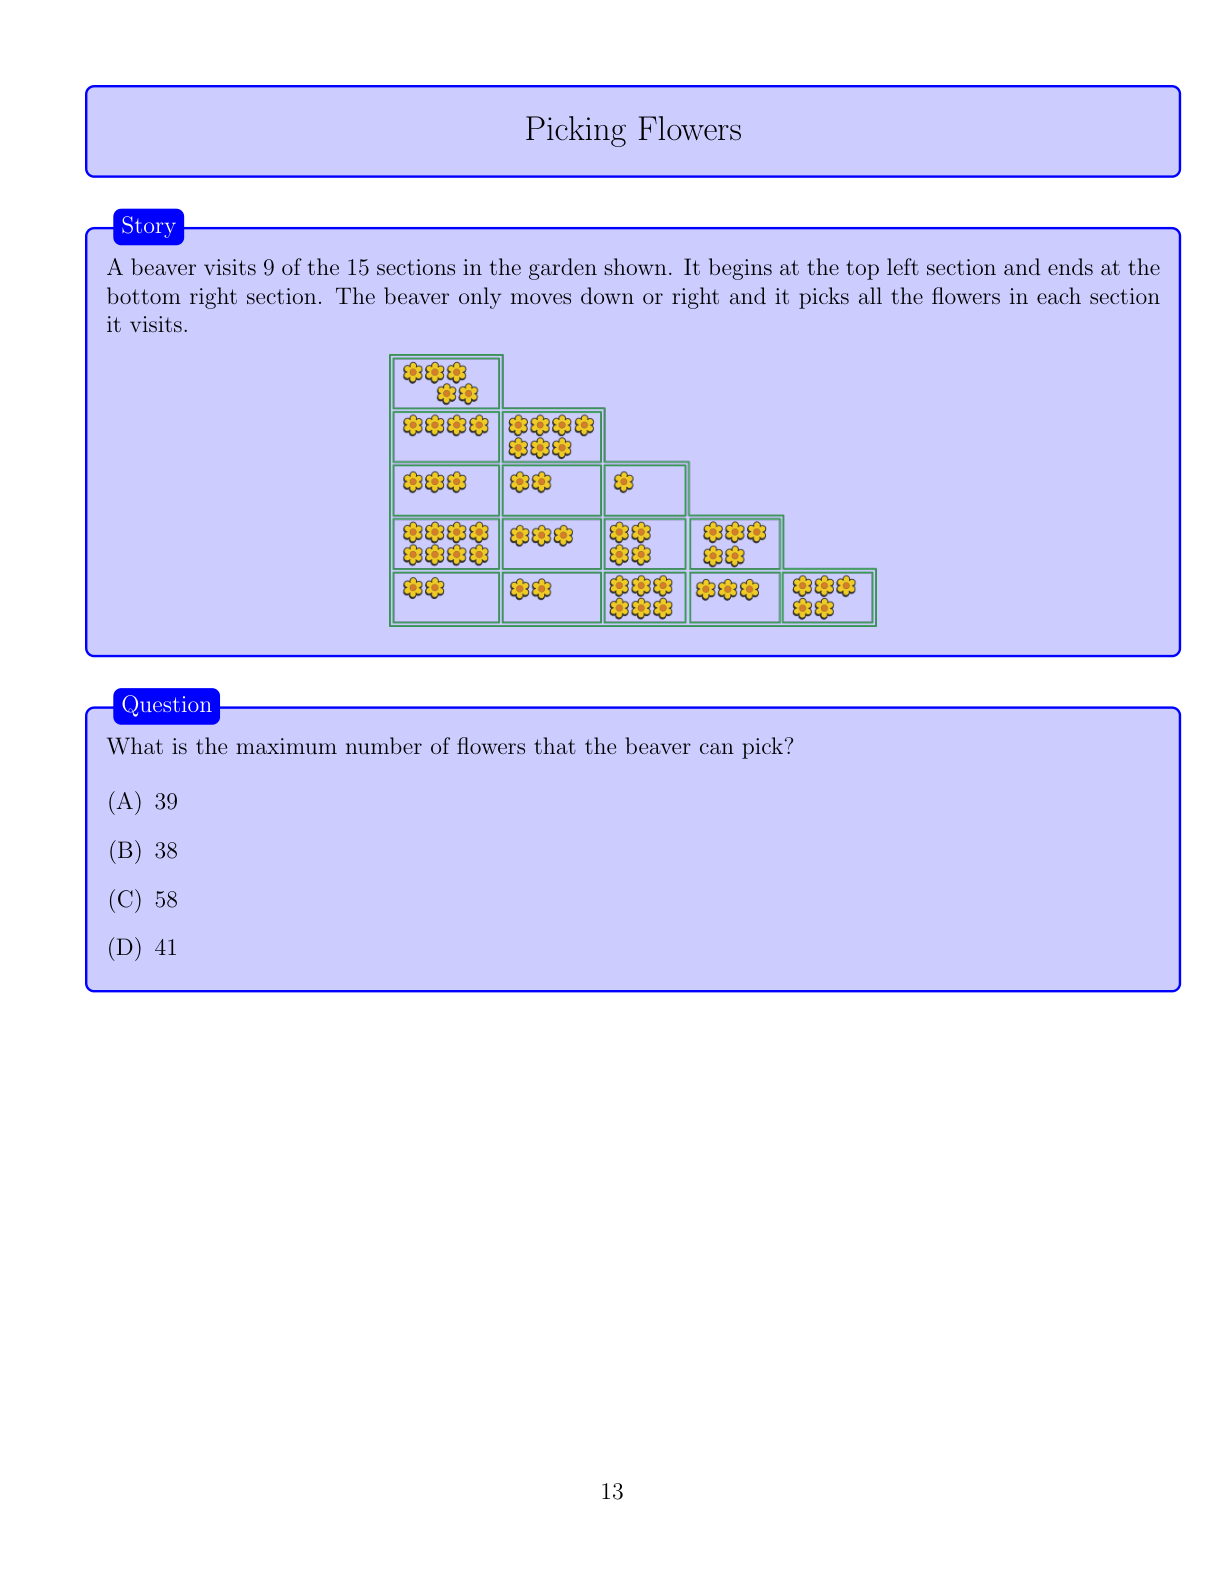 Picking Flowers
Story
A beaver visits 9 of the 15 sections in the garden shown. It begins at the top left section and ends at the
bottom right section. The beaver only moves down or right and it picks all the flowers in each section
it visits.
Question
What is the maximum number of flowers that the beaver can pick?
(A) 39
(B) 38
(C) 58
(D) 41
13